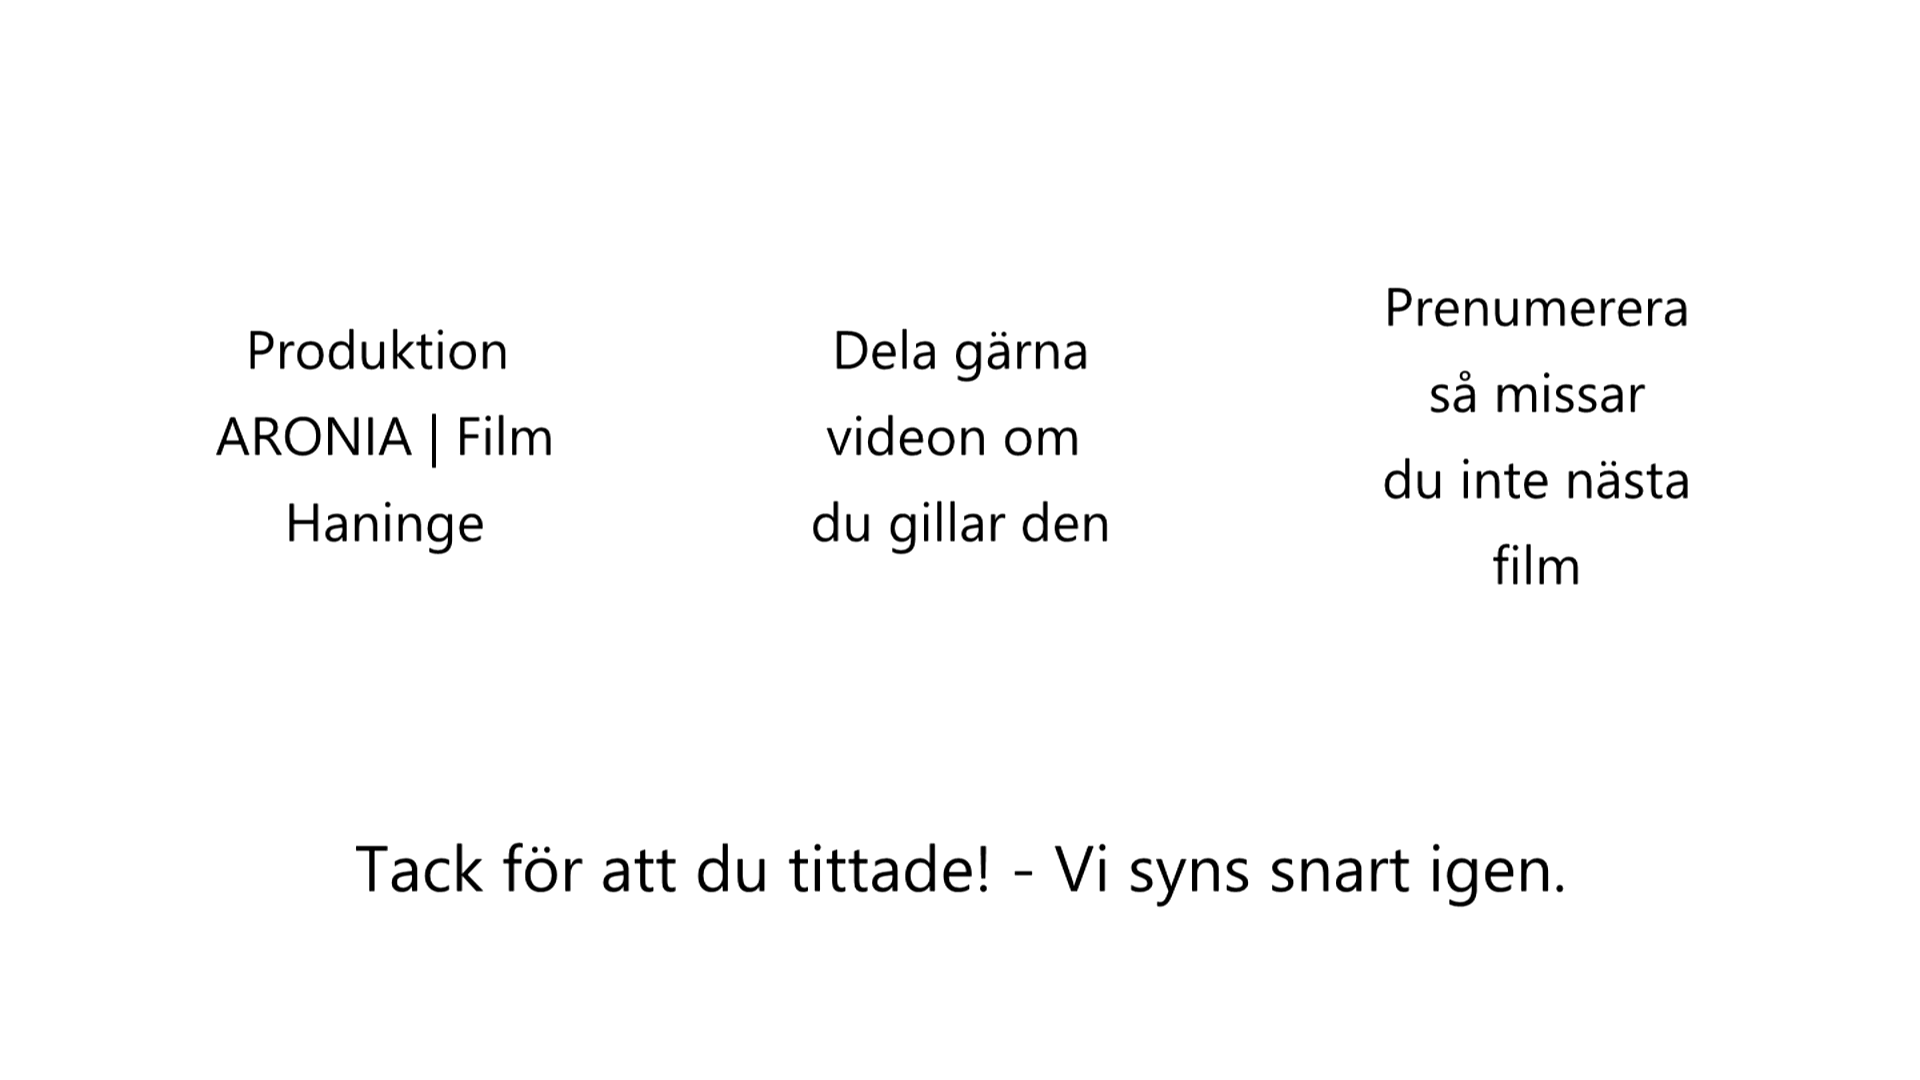 Produktion
ARONIA | Film
Haninge
Dela gärna
videon om
du gillar den
Prenumerera
så missar
du inte nästa
film
Tack för att du tittade! - Vi syns snart igen.